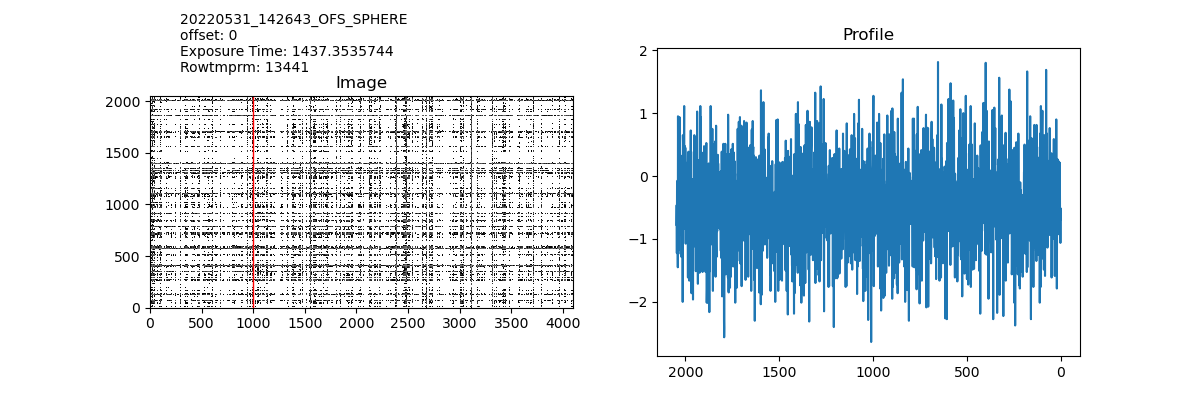 20220531_142643_OFS_SPHERE
offset: 0
Exposure Time: 1437.3535744
Rowtmprm: 13441
Image
2000
1500
1000
500
0
0 500 1000 1500 2000 2500 3000 3500 4000
Profile
2
1
0
−1
−2
2000 1500 1000 500 0